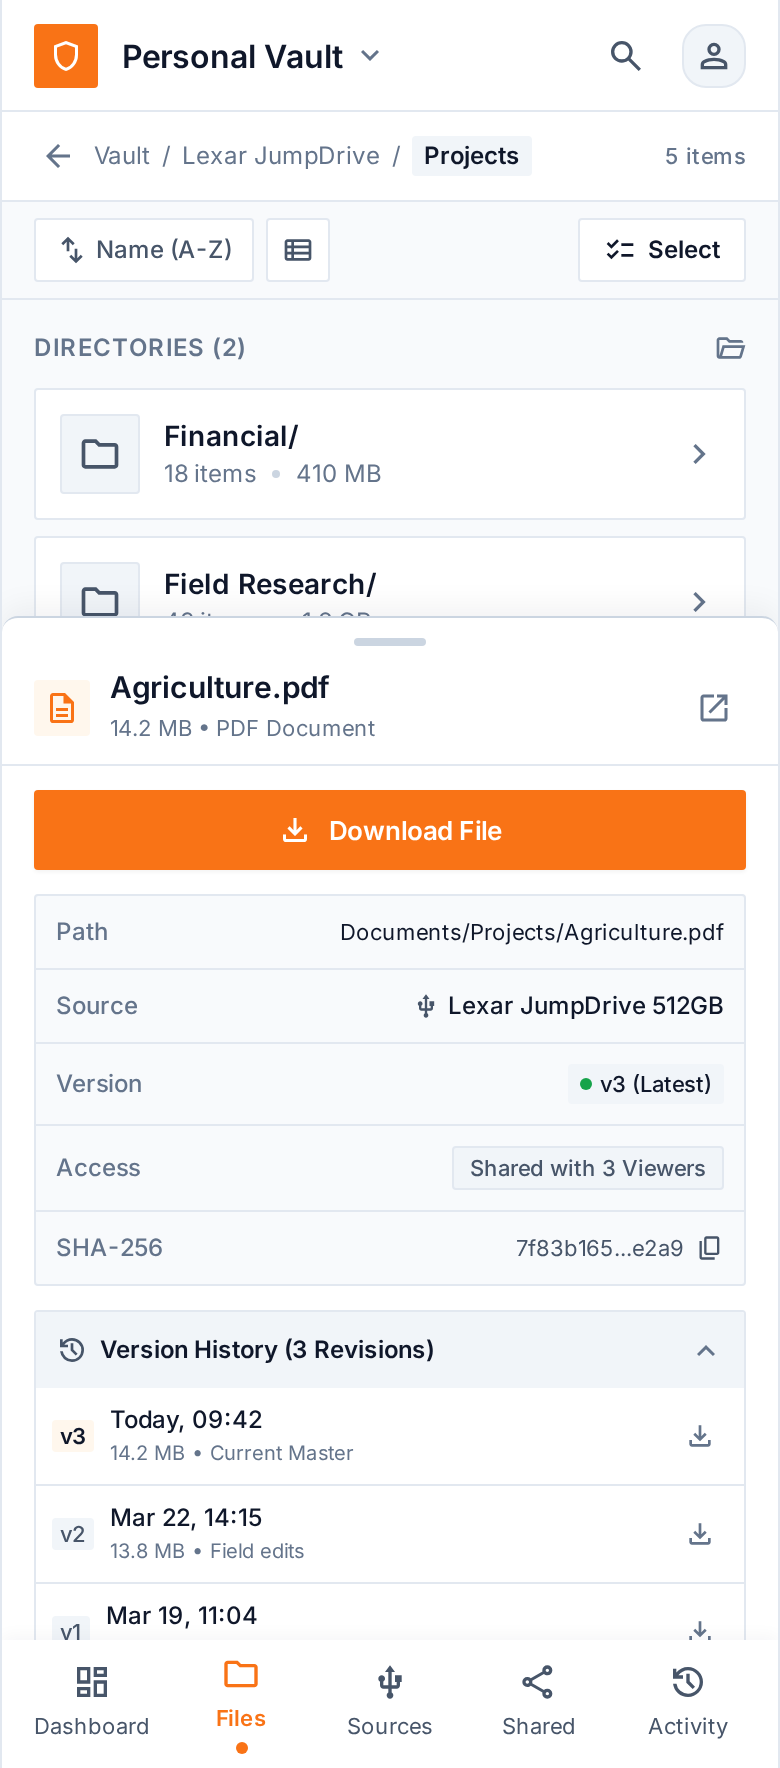 Personal Vault
Vault / Lexar JumpDrive / Projects
5 items
Name (A-Z)
Select
DIRECTORIES (2)
Financial/
18 items • 410 MB
Field Research/
Agriculture.pdf
14.2 MB • PDF Document
Download File
Path
Documents/Projects/Agriculture.pdf
Source
Lexar JumpDrive 512GB
Version
v3 (Latest)
Access
Shared with 3 Viewers
SHA-256
7f83b165...e2a9
Version History (3 Revisions)
v3
Today, 09:42
14.2 MB • Current Master
v2
Mar 22, 14:15
13.8 MB • Field edits
v1
Mar 19, 11:04
Dashboard
Files
Sources
Shared
Activity